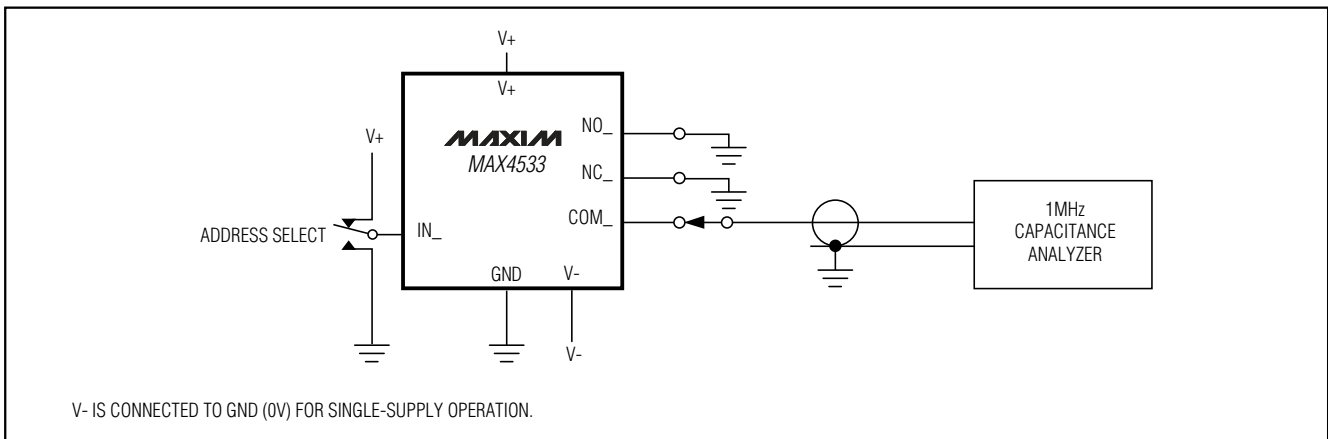 V+
V+
MAXIM
MAX4533
NO_
NC_
COM_
V+
ADDRESS SELECT
IN_
GND
V-
V-
1MHz
CAPACITANCE
ANALYZER
V- IS CONNECTED TO GND (0V) FOR SINGLE-SUPPLY OPERATION.